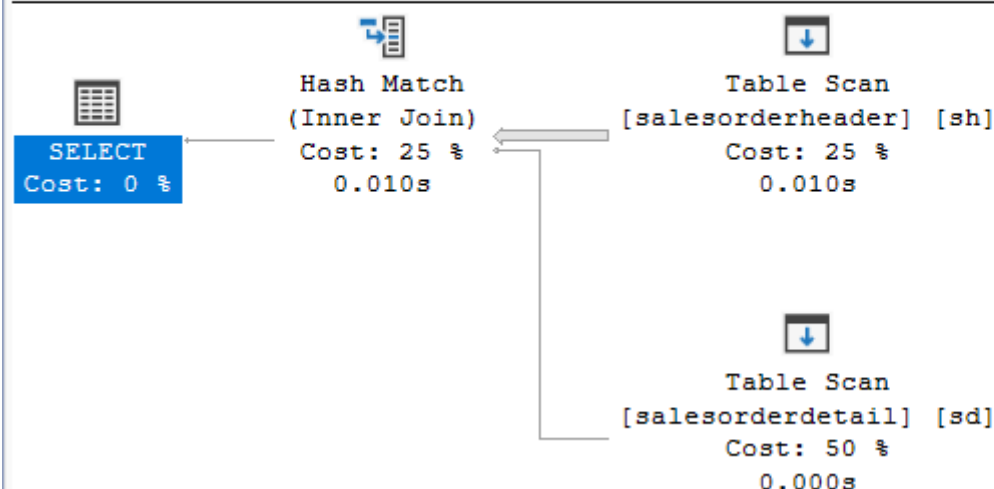 Hash Match
(Inner Join)
Cost: 25 %
0.010s
Table Scan
[salesorderheader] [sh]
Cost: 25 %
0.010s
SELECT
Cost: 0 %
Table Scan
[salesorderdetail] [sd]
Cost: 50 %
0.000s